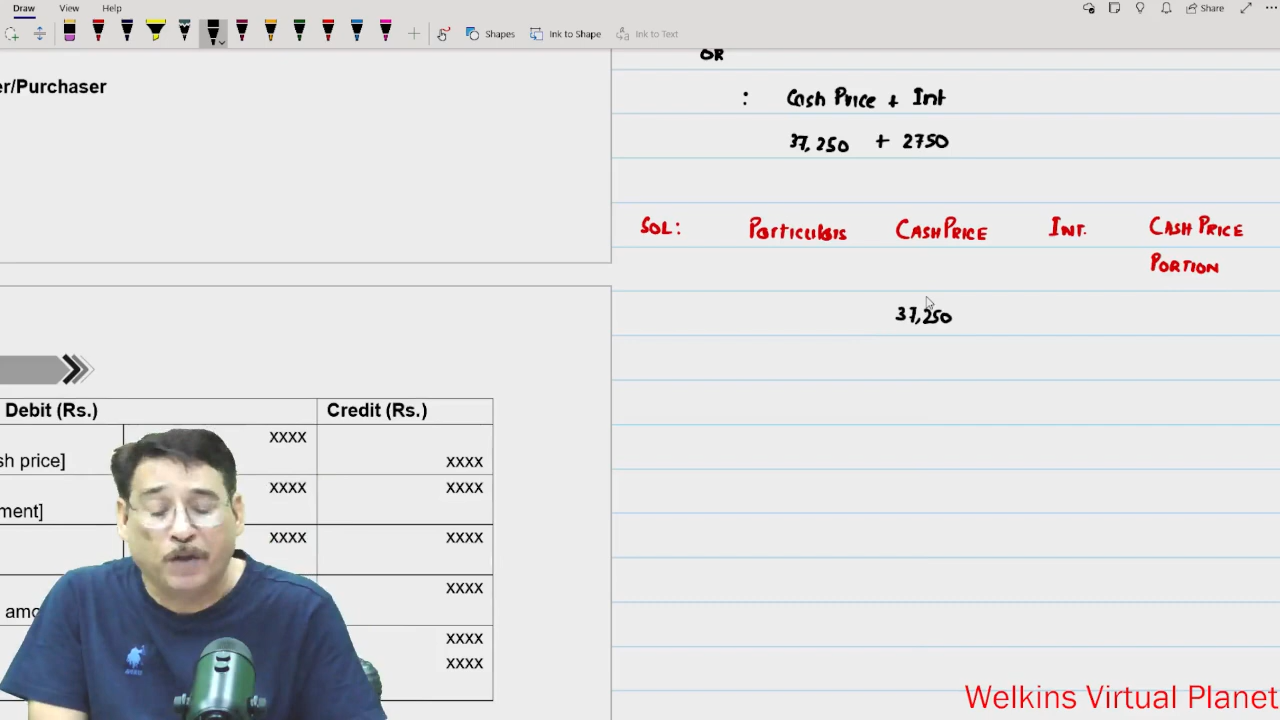 Draw View Help
Share
Shapes Ink to Shape Ink to Text
er/Purchaser
OR
: Cash Price + Int
37,250 + 2750
SOL: Particulars CASH PRICE INT. CASH PRICE
PORTION
37,250
Debit (Rs.) Credit (Rs.)
XXXX
sh price] XXXX
XXXX XXXX
ment]
XXXX XXXX
XXXX
amo
XXXX
XXXX
Welkins Virtual Planet